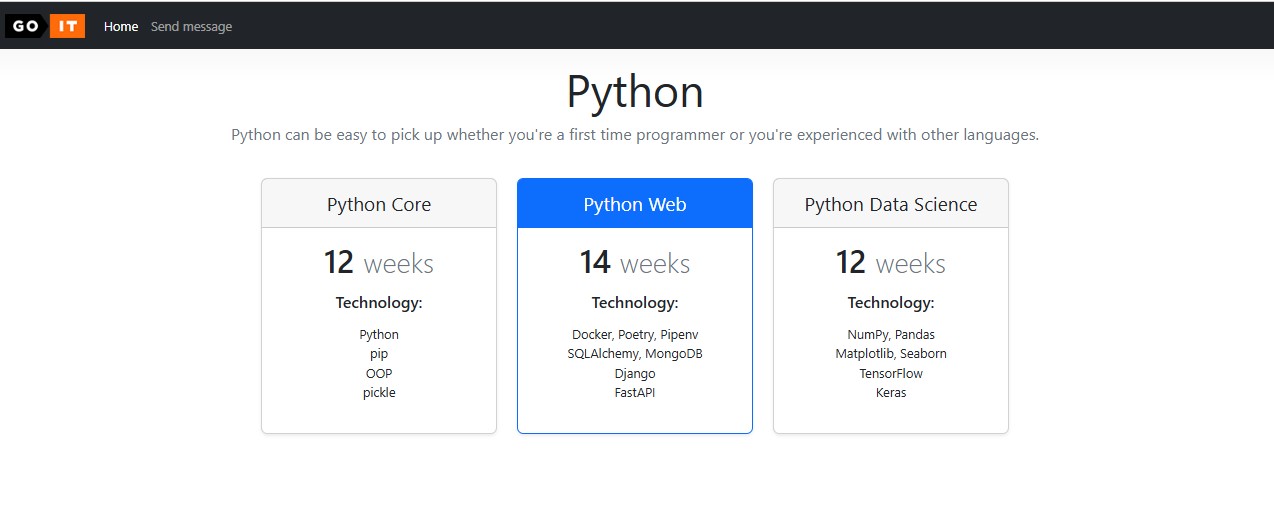 GO IT Home Send message
Python
Python can be easy to pick up whether you're a first time programmer or you're experienced with other languages.
Python Core
12 weeks
Technology:
Python
pip
OOP
pickle
Python Web
14 weeks
Technology:
Docker, Poetry, Pipenv
SQLAlchemy, MongoDB
Django
FastAPI
Python Data Science
12 weeks
Technology:
NumPy, Pandas
Matplotlib, Seaborn
TensorFlow
Keras